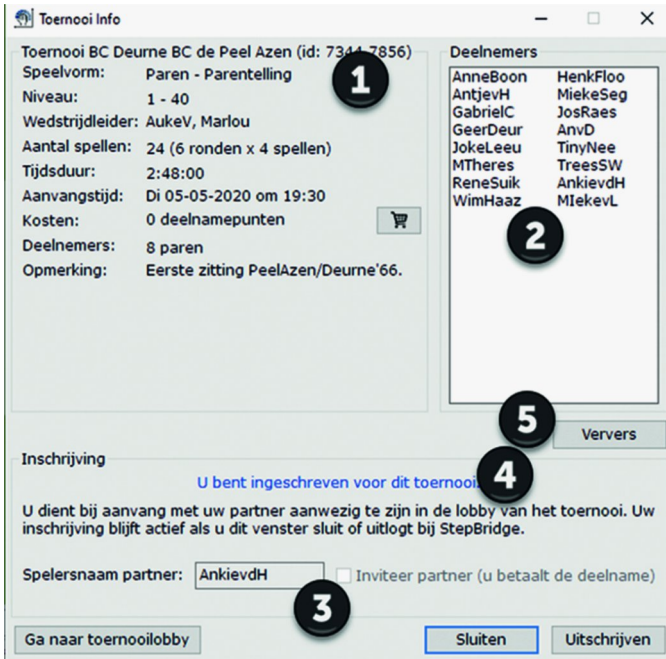 Toernooi Info
Toernooi BC Deurne BC de Peel Azen (id: 7344-7856)
Speelvorm: Paren - Parentelling
Niveau: 1 - 40
Wedstrijdleider: AukeV, Marlou
Aantal spellen: 24 (6 ronden x 4 spellen)
Tijdsduur: 2:48:00
Aanvangstijd: Di 05-05-2020 om 19:30
Kosten: 0 deelnamepunten
Deelnemers: 8 paren
Opmerking: Eerste zitting PeelAzen/Deurne'66.
1
Deelnemers
AnneBoon HenkFloo
AntjevH MiekeSeg
GabrielC JosRaes
GeerDeur AnvD
JokeLeeu TinyNee
MTheres TreesSW
ReneSuik AnkievdH
WimHaaz MIekevL
2
5
Ververs
Inschrijving
U bent ingeschreven voor dit toernooi.
4
U dient bij aanvang met uw partner aanwezig te zijn in de lobby van het toernooi. Uw
inschrijving blijft actief als u dit venster sluit of uitlogt bij StepBridge.
Spelersnaam partner: AnkievdH Inviteer partner (u betaalt de deelname)
3
Ga naar toernooilobby Sluiten Uitschrijven